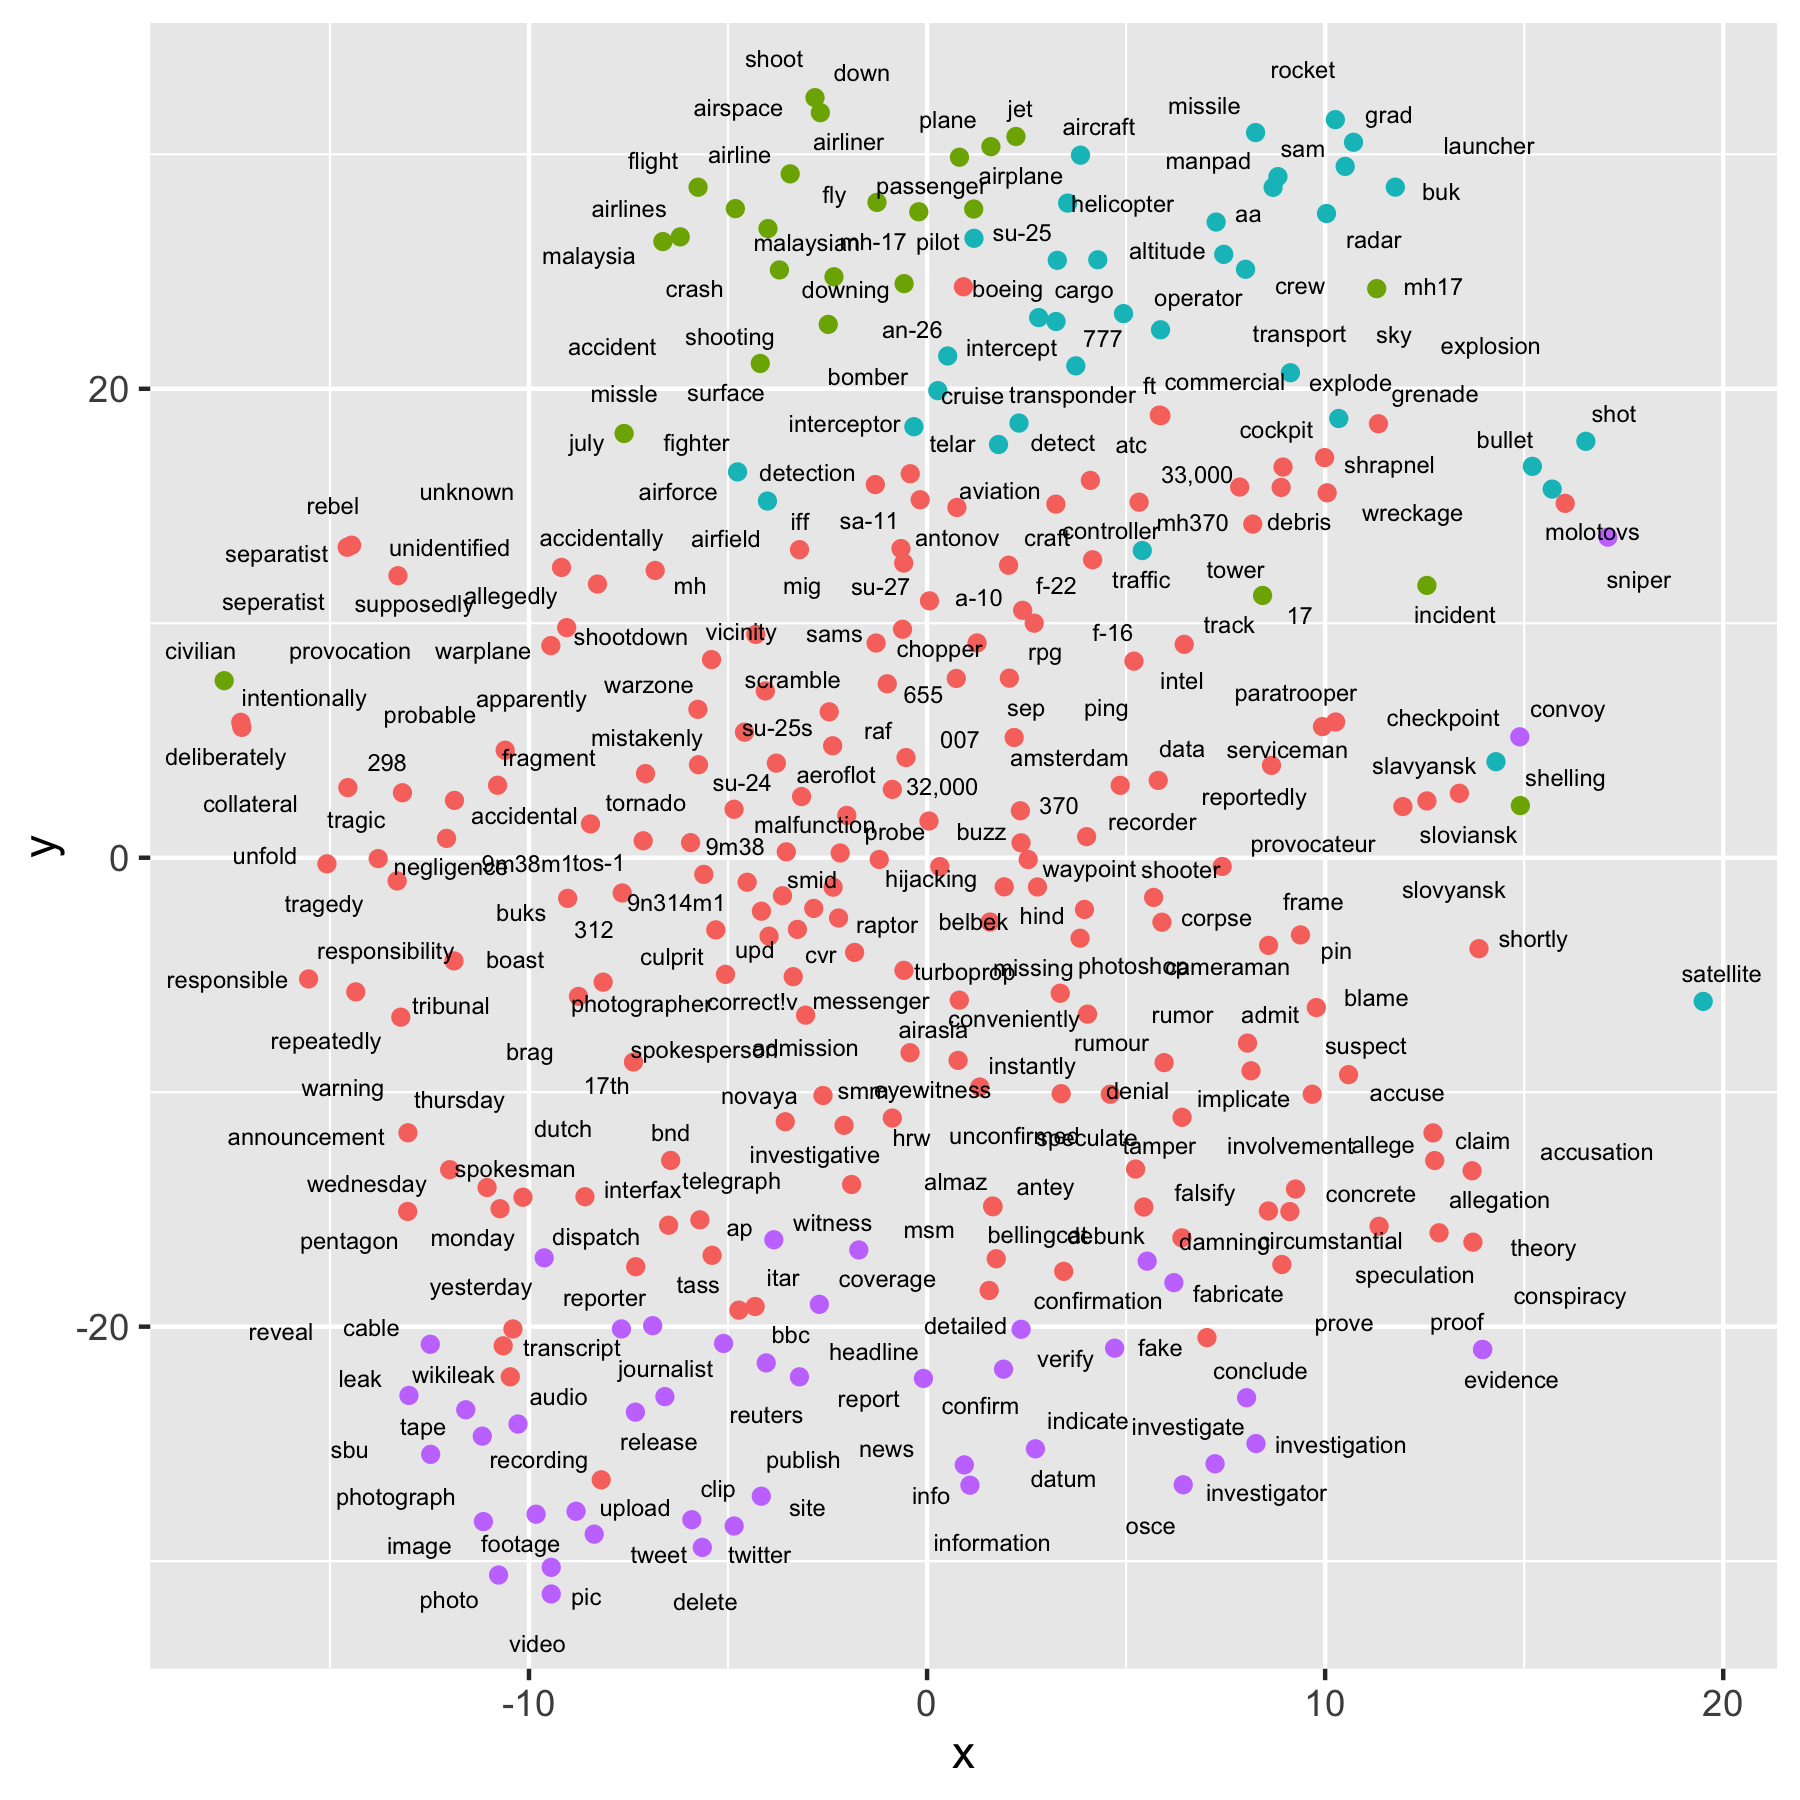 shoot
down
rocket
airspace
plane
jet
missile
grad
aircraft
airliner
airline
flight
sam
launcher
manpad
airplane
passenger
fly
buk
helicopter
airlines
aa
malaysian
mh-17
pilot
su-25
radar
malaysia
altitude
crash
downing
boeing
cargo
operator
crew
mh17
an-26
shooting
777
transport
sky
accident
intercept
explosion
bomber
missle
surface
cruise
transponder
ft
commercial
explode
grenade
july
fighter
interceptor
telar
detect
atc
cockpit
bullet
shot
detection
33,000
shrapnel
rebel
unknown
airforce
aviation
iff
sa-11
wreckage
separatist
unidentified
accidentally
airfield
antonov
craft
controller
mh370
debris
molotovs
seperatist
supposedly
allegedly
mh
mig
su-27
a-10
f-22
traffic
tower
sniper
17
incident
civilian
provocation
warplane
shootdown
vicinity
sams
chopper
f-16
track
rpg
intentionally
probable
apparently
warzone
scramble
655
intel
paratrooper
sep
ping
checkpoint
convoy
deliberately
298
fragment
mistakenly
su-25s
raf
007
amsterdam
data
serviceman
slavyansk
shelling
collateral
su-24
aeroflot
32,000
370
reportedly
tragic
accidental
tornado
malfunction
probe
buzz
recorder
sloviansk
unfold
negligence
9m38m1
tos-1
9m38
provocateur
tragedy
smid
hijacking
waypoint
shooter
slovyansk
buks
9n314m1
frame
312
raptor
belbek
hind
corpse
shortly
responsibility
boast
culprit
upd
cvr
pin
responsible
turboprop
missing
photoshop
cameraman
satellite
tribunal
photographer
correct!v
messenger
blame
repeatedly
conveniently
rumor
admit
brag
spokesperson
admission
airasia
rumour
suspect
warning
thursday
17th
novaya
smm
eyewitness
instantly
denial
implicate
accuse
announcement
dutch
bnd
hrw
unconfirmed
speculate
tamper
involvement
allege
claim
accusation
investigative
wednesday
spokesman
interfax
telegraph
almaz
antey
falsify
concrete
allegation
pentagon
monday
dispatch
ap
witness
msm
bellingcat
debunk
damning
circumstantial
theory
yesterday
reporter
tass
itar
coverage
confirmation
fabricate
speculation
conspiracy
reveal
cable
transcript
bbc
detailed
prove
proof
leak
wikileak
journalist
headline
verify
fake
conclude
evidence
audio
report
confirm
tape
reuters
indicate
investigate
sbu
recording
release
publish
news
datum
investigation
photograph
upload
clip
site
info
investigator
image
footage
tweet
twitter
information
osce
photo
pic
delete
video
20
0
-20
y
-10
0
10
20
x